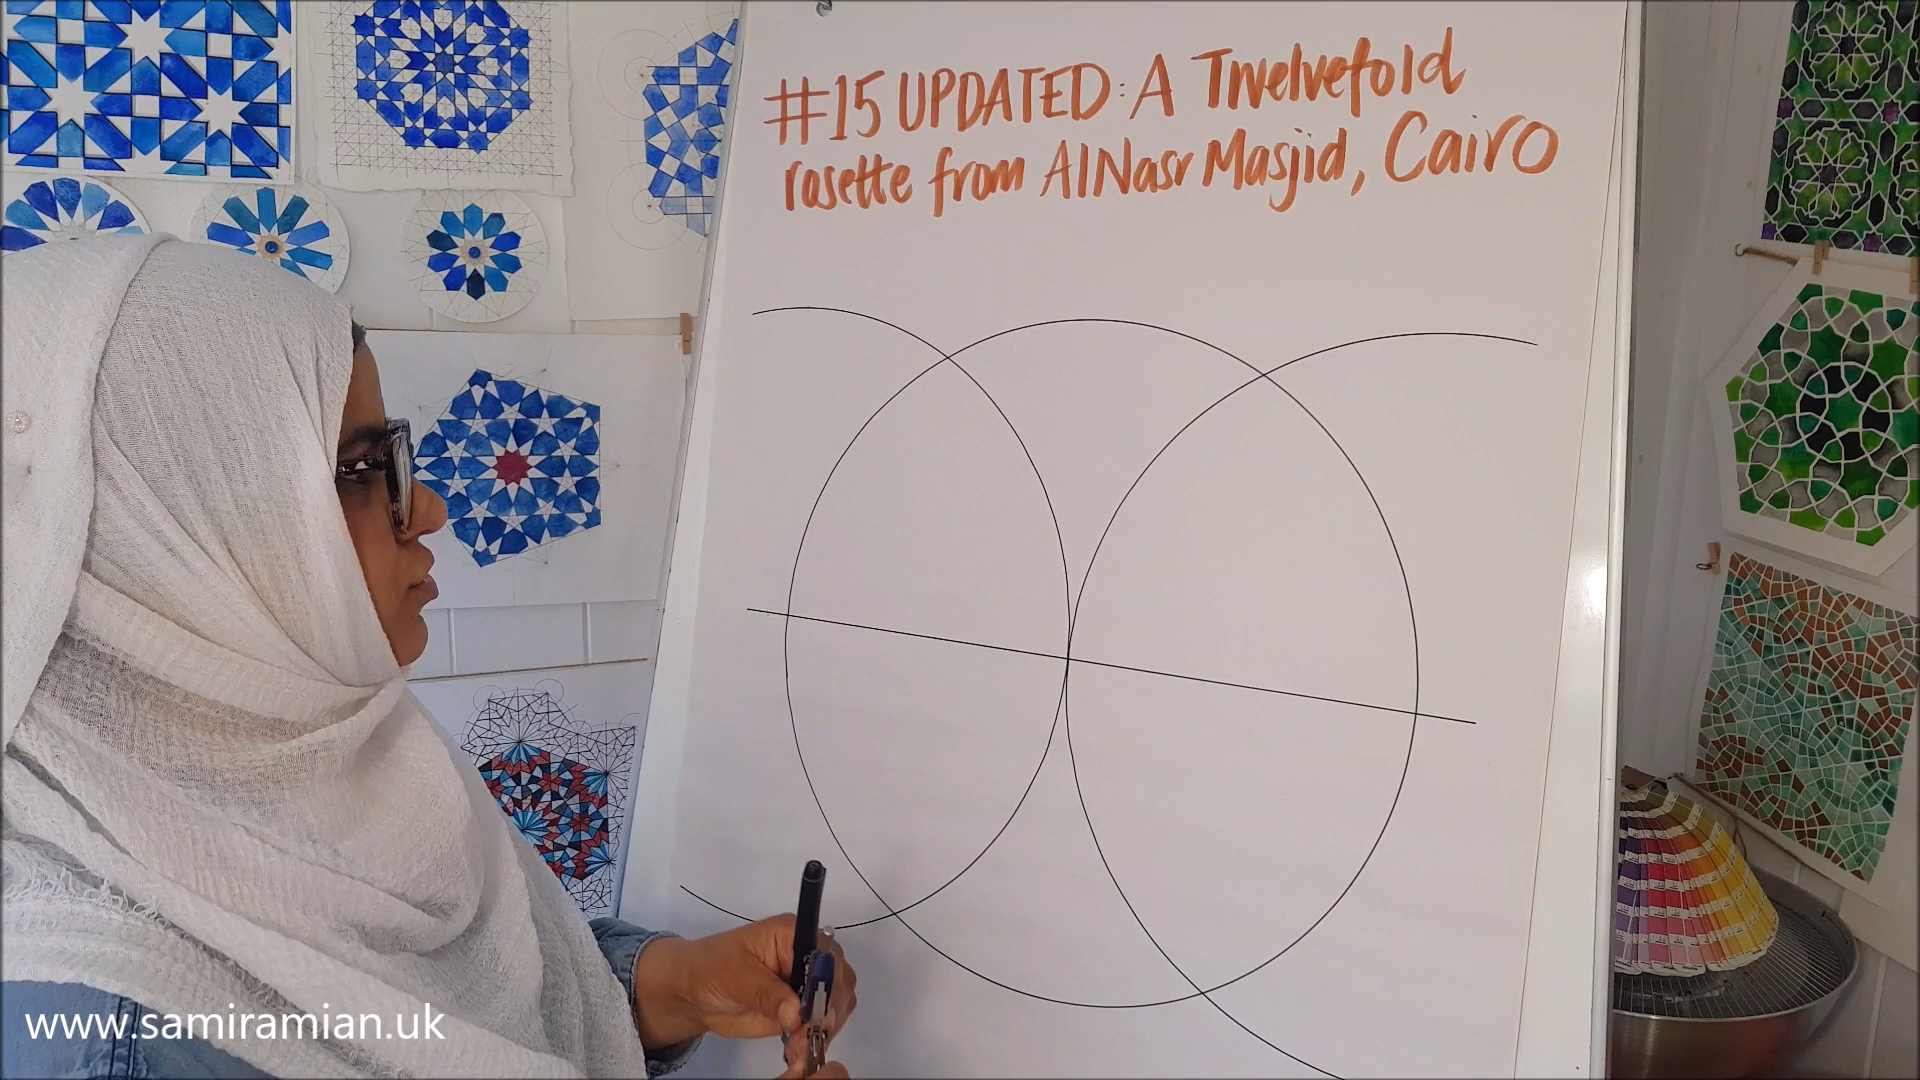 #15 UPDATED: A Twelvefold
rosette from AlNasr Masjid, Cairo
www.samiramian.uk